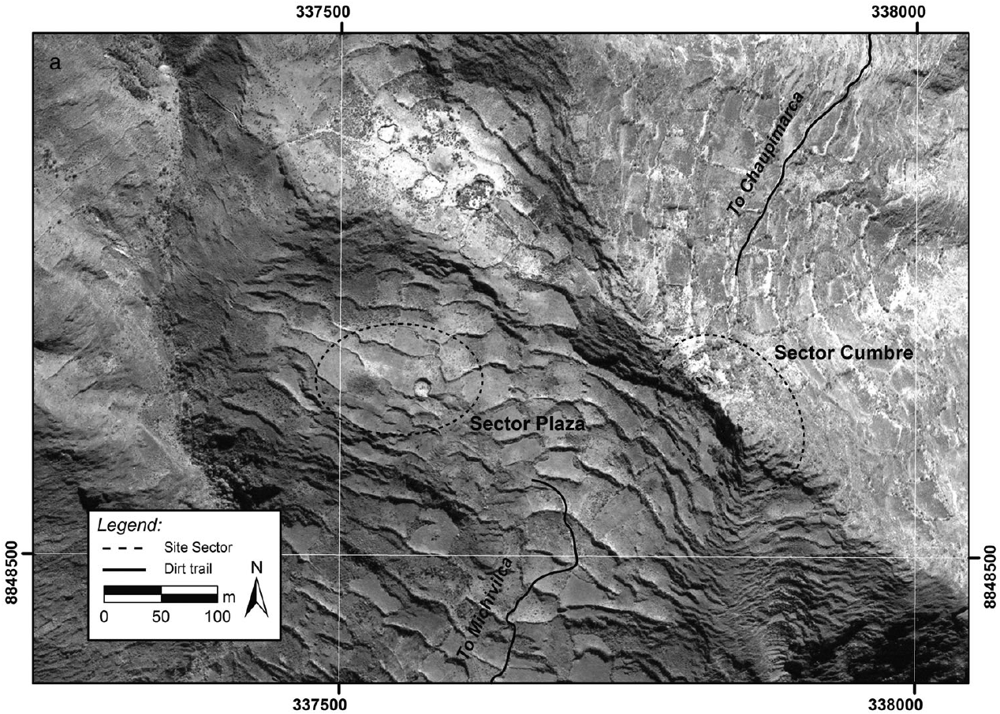 337500
338000
a
To Chaupimarca
Sector Cumbre
Sector Plaza
Legend:
Site Sector
Dirt trail
N
m
0 50 100
To Michivilca
8848500
8848500
337500
338000